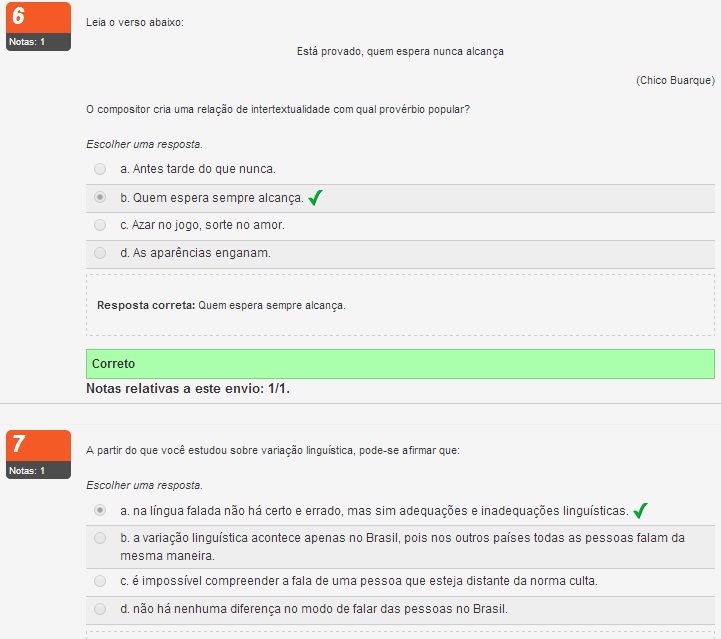 6
Notas: 1
Leia o verso abaixo:
Está provado, quem espera nunca alcança
(Chico Buarque)
O compositor cria uma relação de intertextualidade com qual provérbio popular?
Escolher uma resposta.
a. Antes tarde do que nunca.
b. Quem espera sempre alcança.
c. Azar no jogo, sorte no amor.
d. As aparências enganam.
Resposta correta: Quem espera sempre alcança.
Correto
Notas relativas a este envio: 1/1.
7
Notas: 1
A partir do que você estudou sobre variação linguística, pode-se afirmar que:
Escolher uma resposta.
a. na língua falada não há certo e errado, mas sim adequações e inadequações linguísticas.
b. a variação linguística acontece apenas no Brasil, pois nos outros países todas as pessoas falam da
mesma maneira.
c. é impossível compreender a fala de uma pessoa que esteja distante da norma culta.
d. não há nenhuma diferença no modo de falar das pessoas no Brasil.